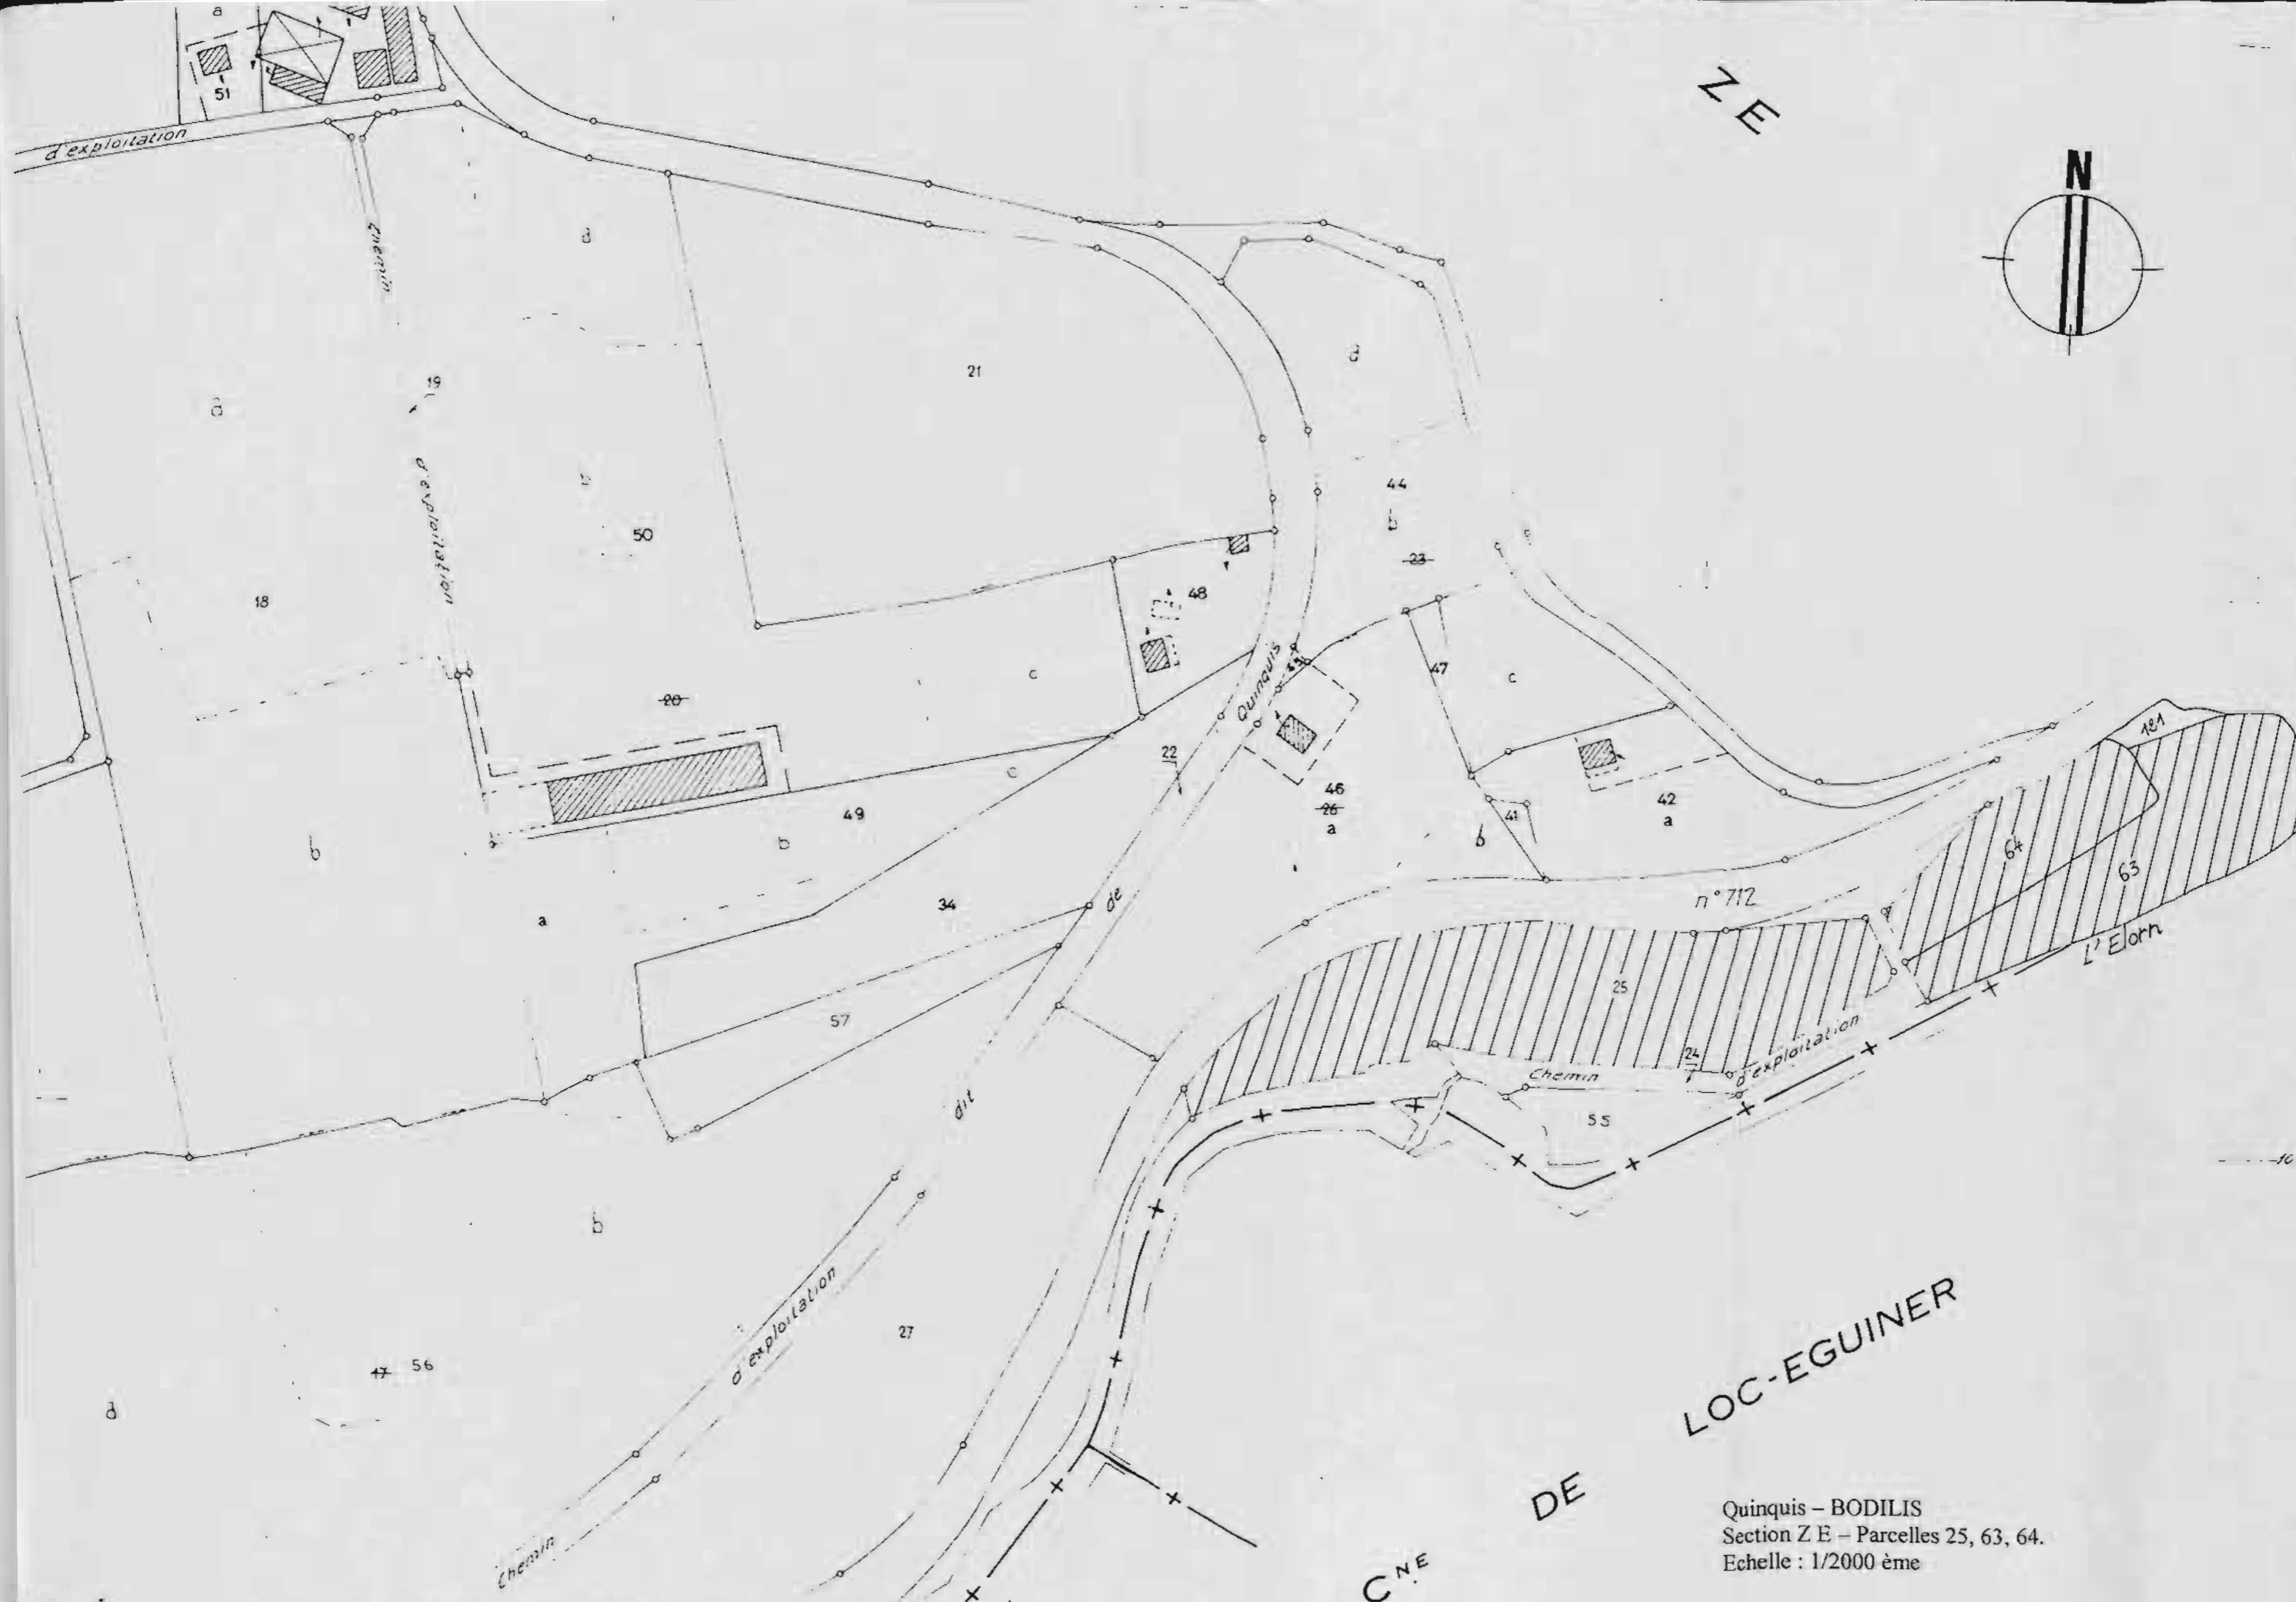 a
51
d'exploitation
Z E
N
Chemin
a
a
19
d'exploitation
a
b
50
21
a
44
b
23
18
48
20
c
Quinquis
47
c
22
181
46
26
a
42
a
41
b
49
c
b
b
a
34
de
n° 712
64
63
L'Elorn
57
25
24
Chemin
d'exploitation
55
dit
b
d'exploitation
27
17 56
a
Chemin
CNE DE LOC-EGUINER
Quinquis – BODILIS
Section Z E – Parcelles 25, 63, 64.
Echelle : 1/2000 ème